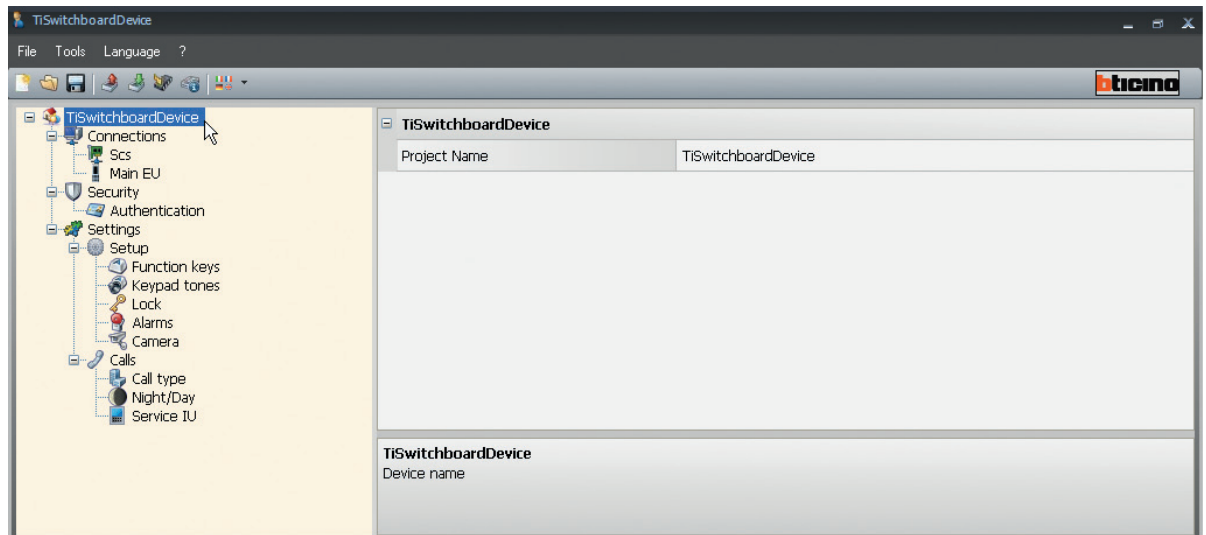 TiSwitchboardDevice
File Tools Language ?
bticino
TiSwitchboardDevice
Connections
Scs
Main EU
Security
Authentication
Settings
Setup
Function keys
Keypad tones
Lock
Alarms
Camera
Calls
Call type
Night/Day
Service IU
TiSwitchboardDevice
Project Name TiSwitchboardDevice
TiSwitchboardDevice
Device name